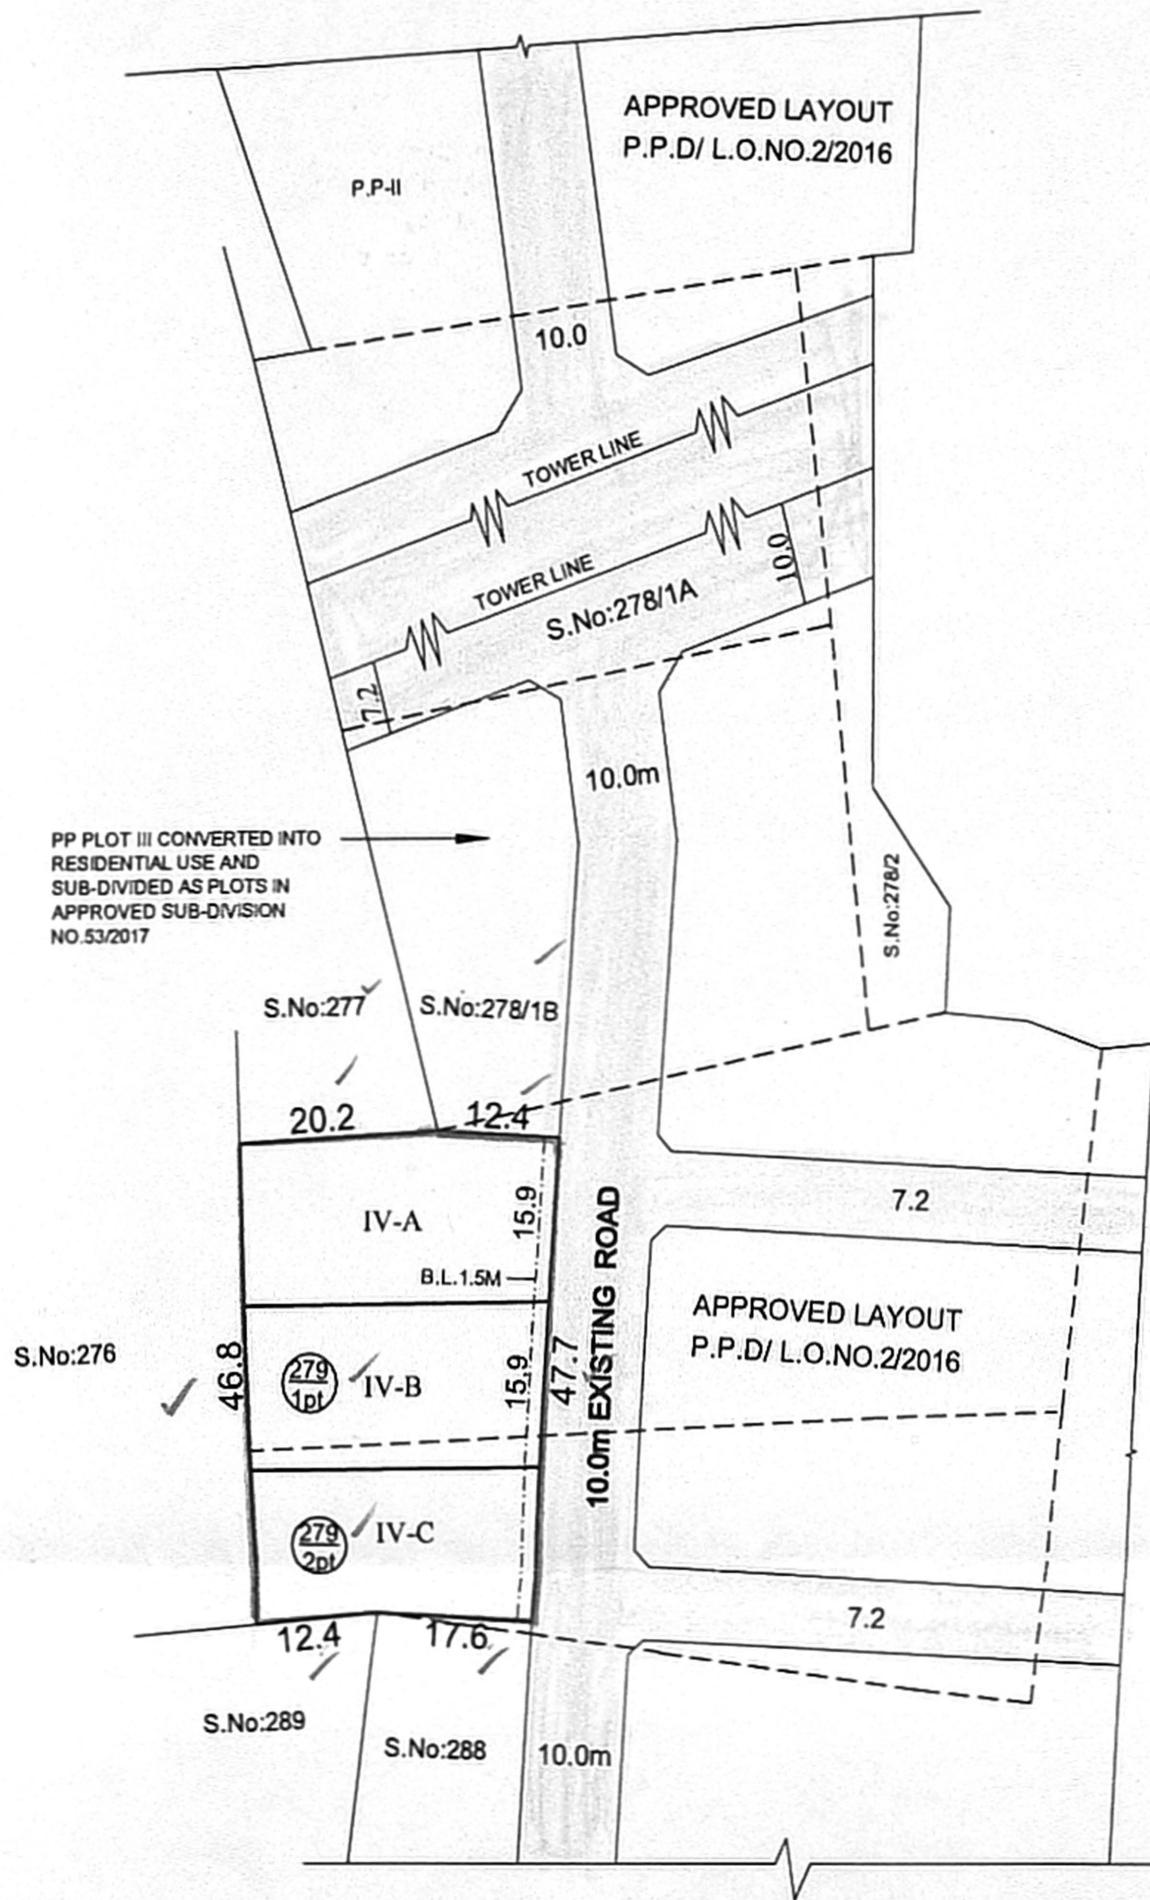 APPROVED LAYOUT
P.P.D/ L.O.NO.2/2016
P.P-II
10.0
TOWER LINE
TOWER LINE
10.0
S.No:278/1A
7.2
10.0m
PP PLOT III CONVERTED INTO
RESIDENTIAL USE AND
SUB-DIVIDED AS PLOTS IN
APPROVED SUB-DIVISION
NO.53/2017
S.No:278/2
S.No:277
S.No:278/1B
20.2
12.4
7.2
IV-A
15.9
B.L.1.5M
10.0m EXISTING ROAD
APPROVED LAYOUT
P.P.D/ L.O.NO.2/2016
S.No:276
46.8
279
1pt
IV-B
15.9
47.7
279
2pt
IV-C
7.2
12.4
17.6
S.No:289
S.No:288
10.0m